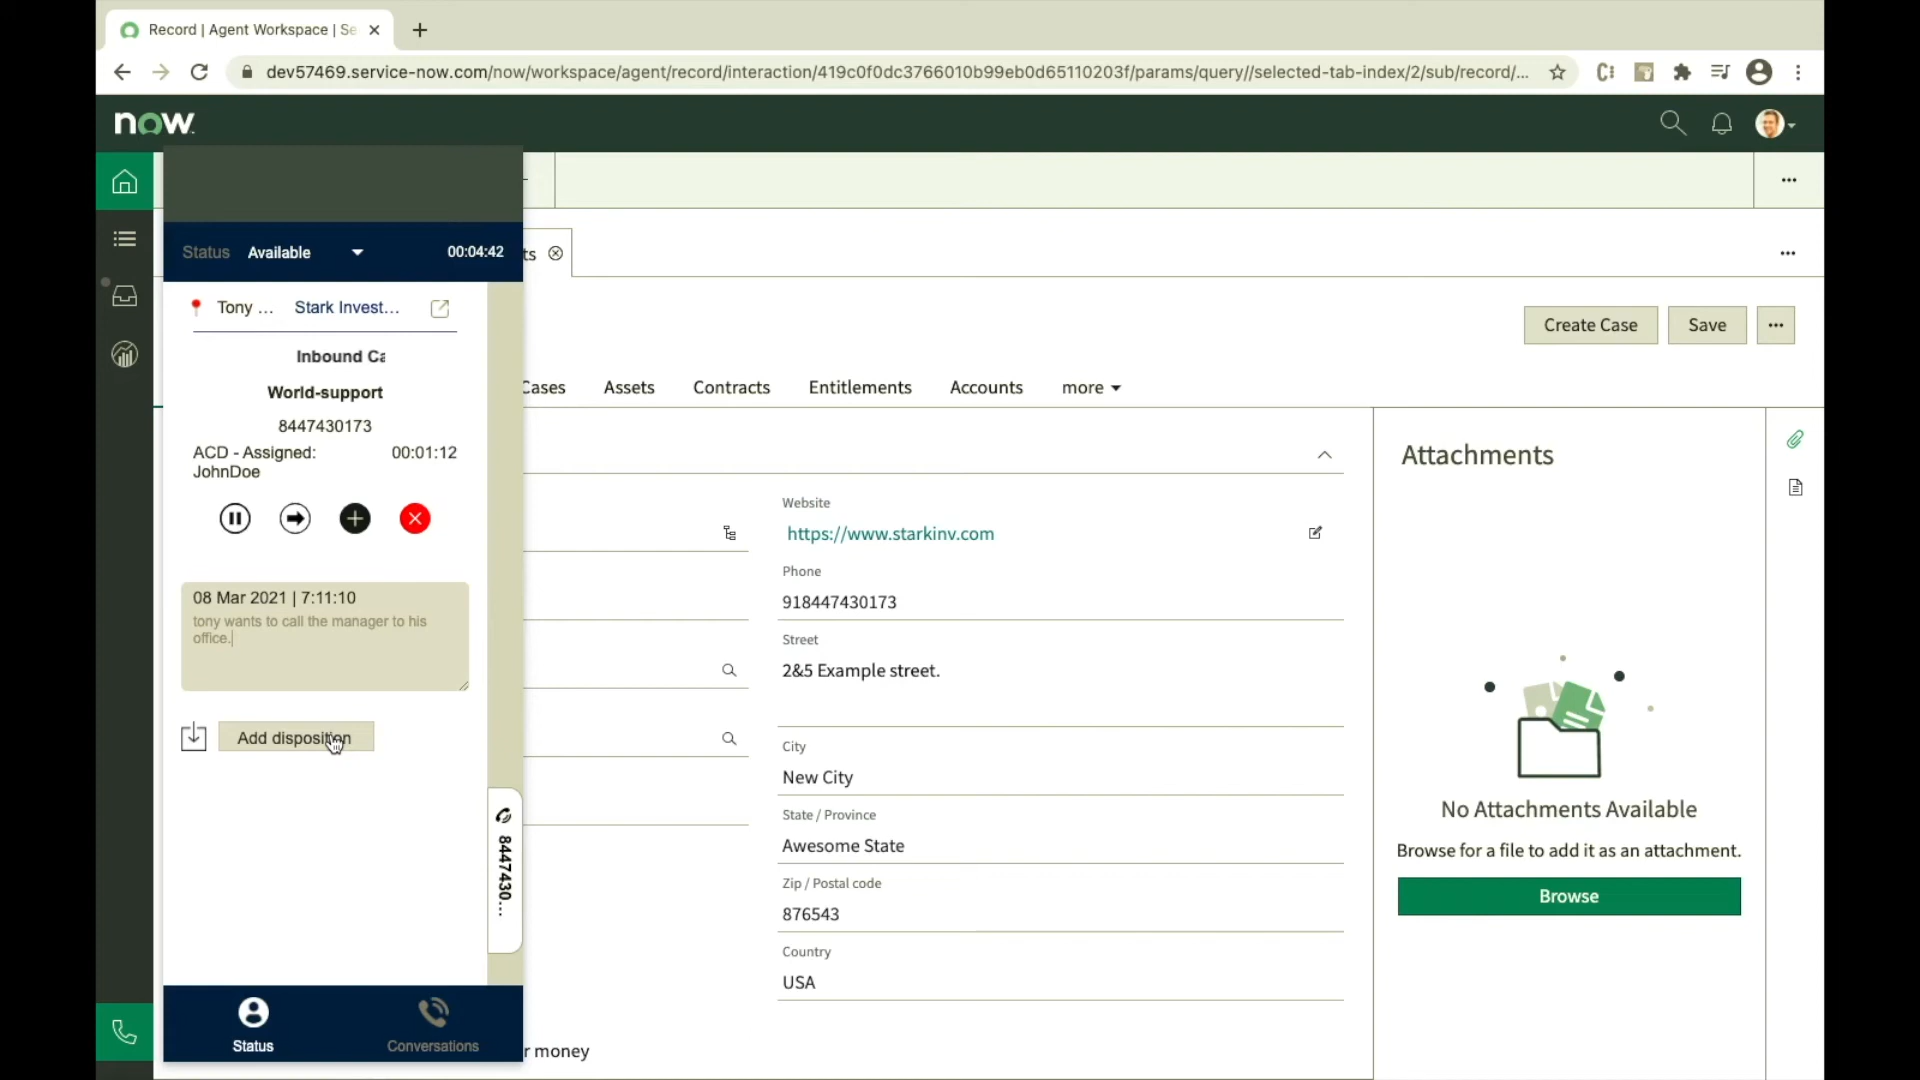 Record | Agent Workspace | Se
dev57469.service-now.com/now/workspace/agent/record/interaction/419c0f0dc3766010b99eb0d65110203f/params/query//selected-tab-index/2/sub/record/...
now.
Status Available 00:04:42
ts
Tony ... Stark Invest...
Inbound Ca
World-support
8447430173
ACD - Assigned: 00:01:12
JohnDoe
08 Mar 2021 | 7:11:10
tony wants to call the manager to his
office.
Add disposition
8447430...
Status
Conversations
Create Case
Save
Cases
Assets
Contracts
Entitlements
Accounts
more
Website
https://www.starkinv.com
Phone
918447430173
Street
2&5 Example street.
City
New City
State / Province
Awesome State
Zip / Postal code
876543
Country
USA
r money
Attachments
No Attachments Available
Browse for a file to add it as an attachment.
Browse